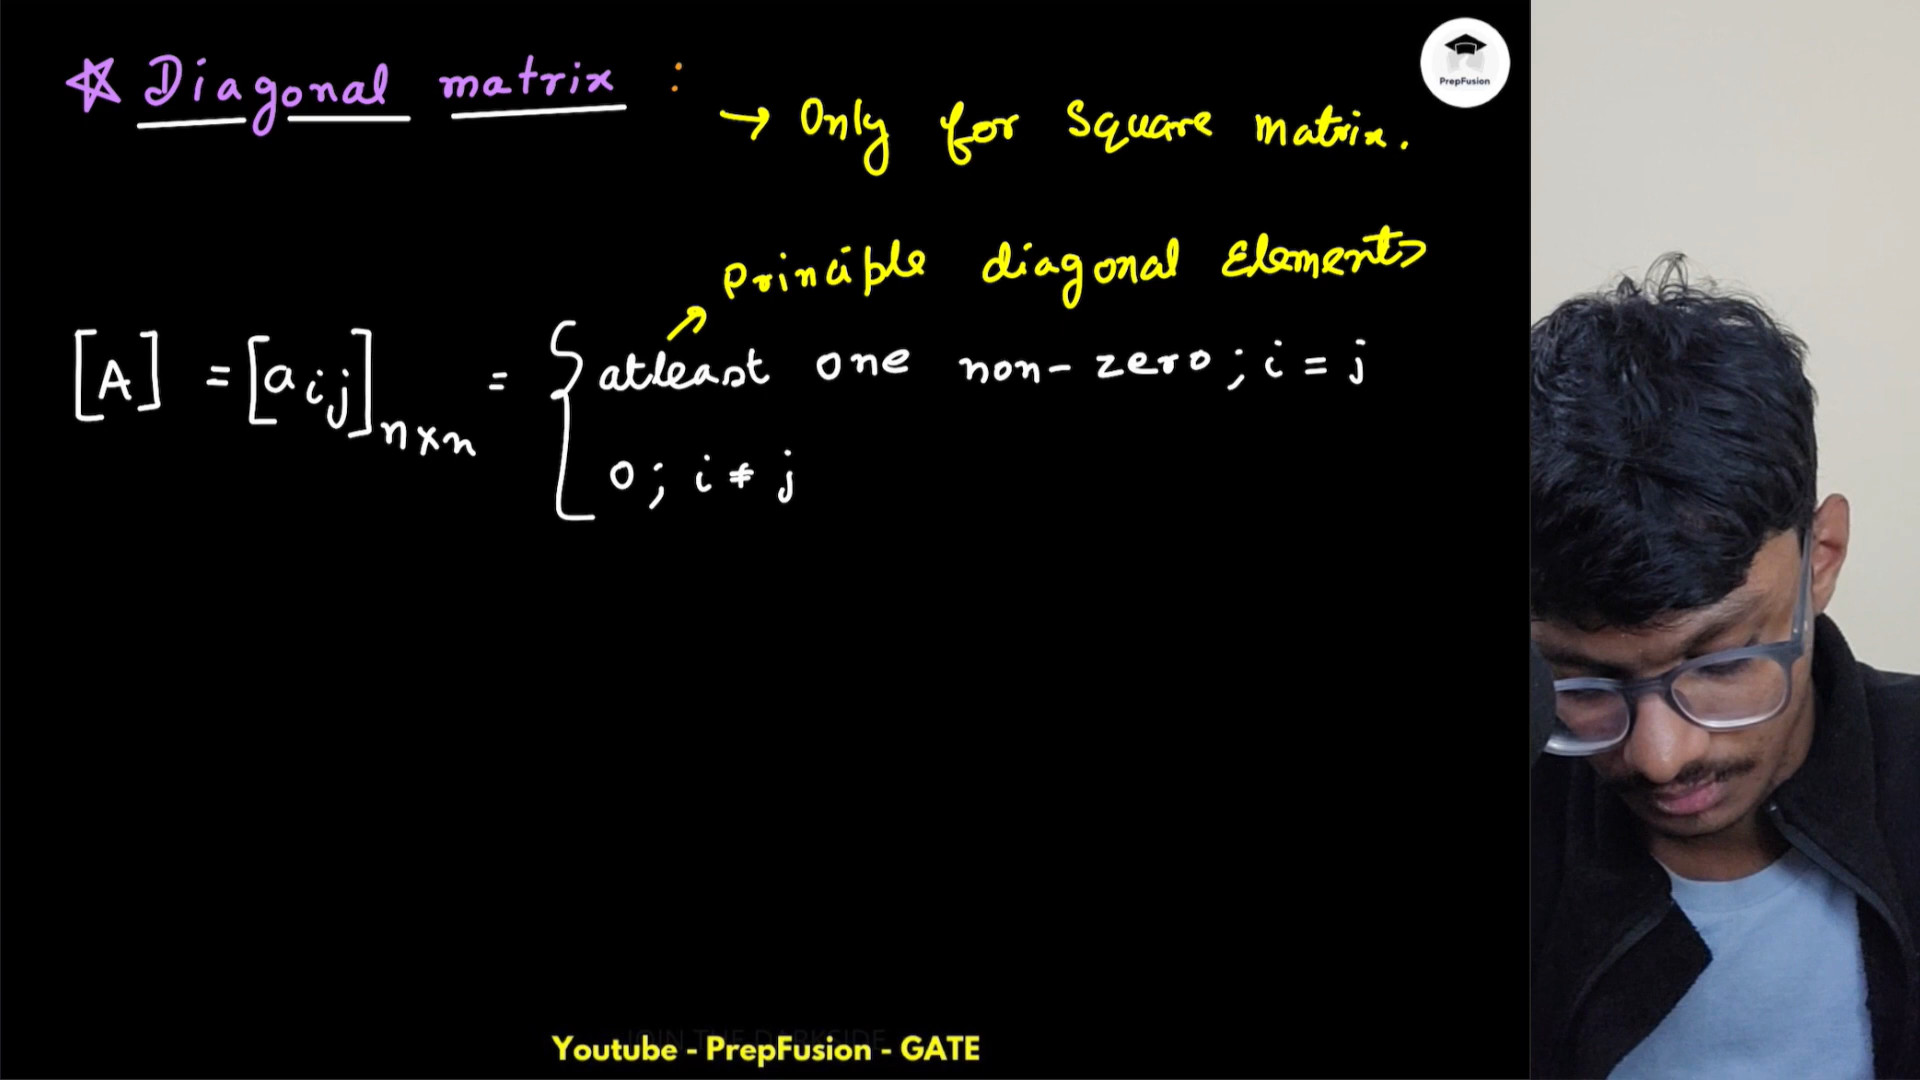 ☆ Diagonal matrix :
→ Only for Square matrix.
PrepFusion
Principle diagonal Elements
[A] = [aij]n×n = { atleast one non-zero ; i = j
0 ; i ≠ j
Youtube - PrepFusion - GATE